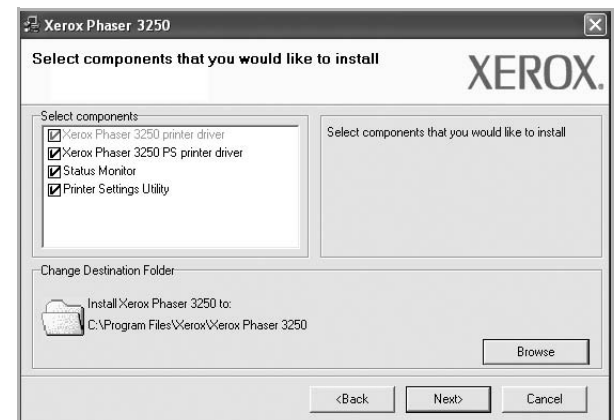 Xerox Phaser 3250
Select components that you would like to install
XEROX.
Select components
Xerox Phaser 3250 printer driver
Xerox Phaser 3250 PS printer driver
Status Monitor
Printer Settings Utility
Select components that you would like to install
Change Destination Folder
Install Xerox Phaser 3250 to:
C:\Program Files\Xerox\Xerox Phaser 3250
Browse
<Back
Next>
Cancel